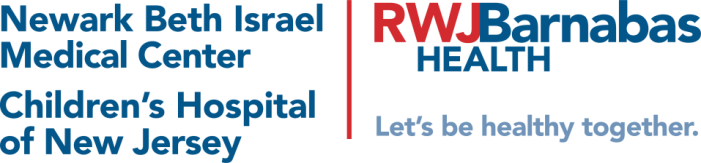 Newark Beth Israel
Medical Center
Children's Hospital
of New Jersey
RWJBarnabas
HEALTH
Let's be healthy together.